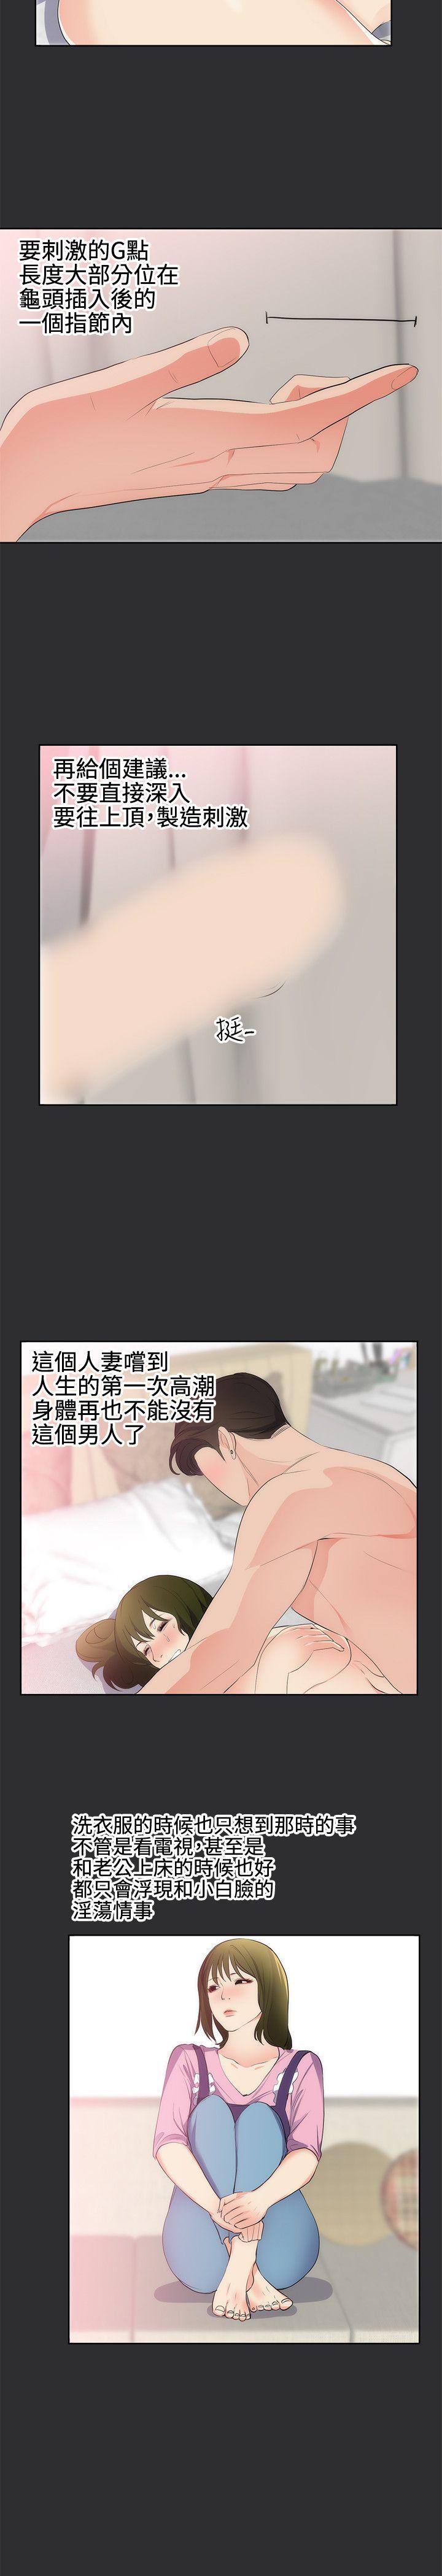 要刺激的G點
長度大部分位在
龜頭插入後的
一個指節內
再給個建議...
不要直接深入
要往上頂,製造刺激
挺-
這個人妻嚐到
人生的第一次高潮
身體再也不能沒有
這個男人了
洗衣服的時候也只想到那時的事
不管是看電視,甚至是
和老公上床的時候也好
都只會浮現和小白臉的
淫蕩情事